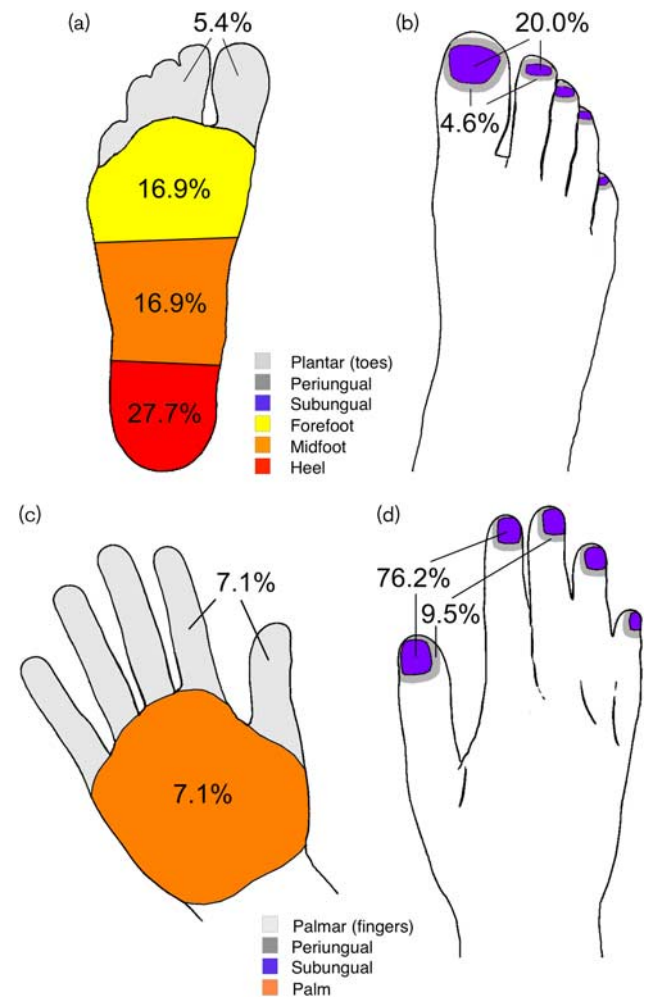 (a)
5.4%
16.9%
16.9%
27.7%
Plantar (toes)
Periungual
Subungual
Forefoot
Midfoot
Heel
(b)
20.0%
4.6%
(c)
7.1%
7.1%
(d)
76.2%
9.5%
Palmar (fingers)
Periungual
Subungual
Palm